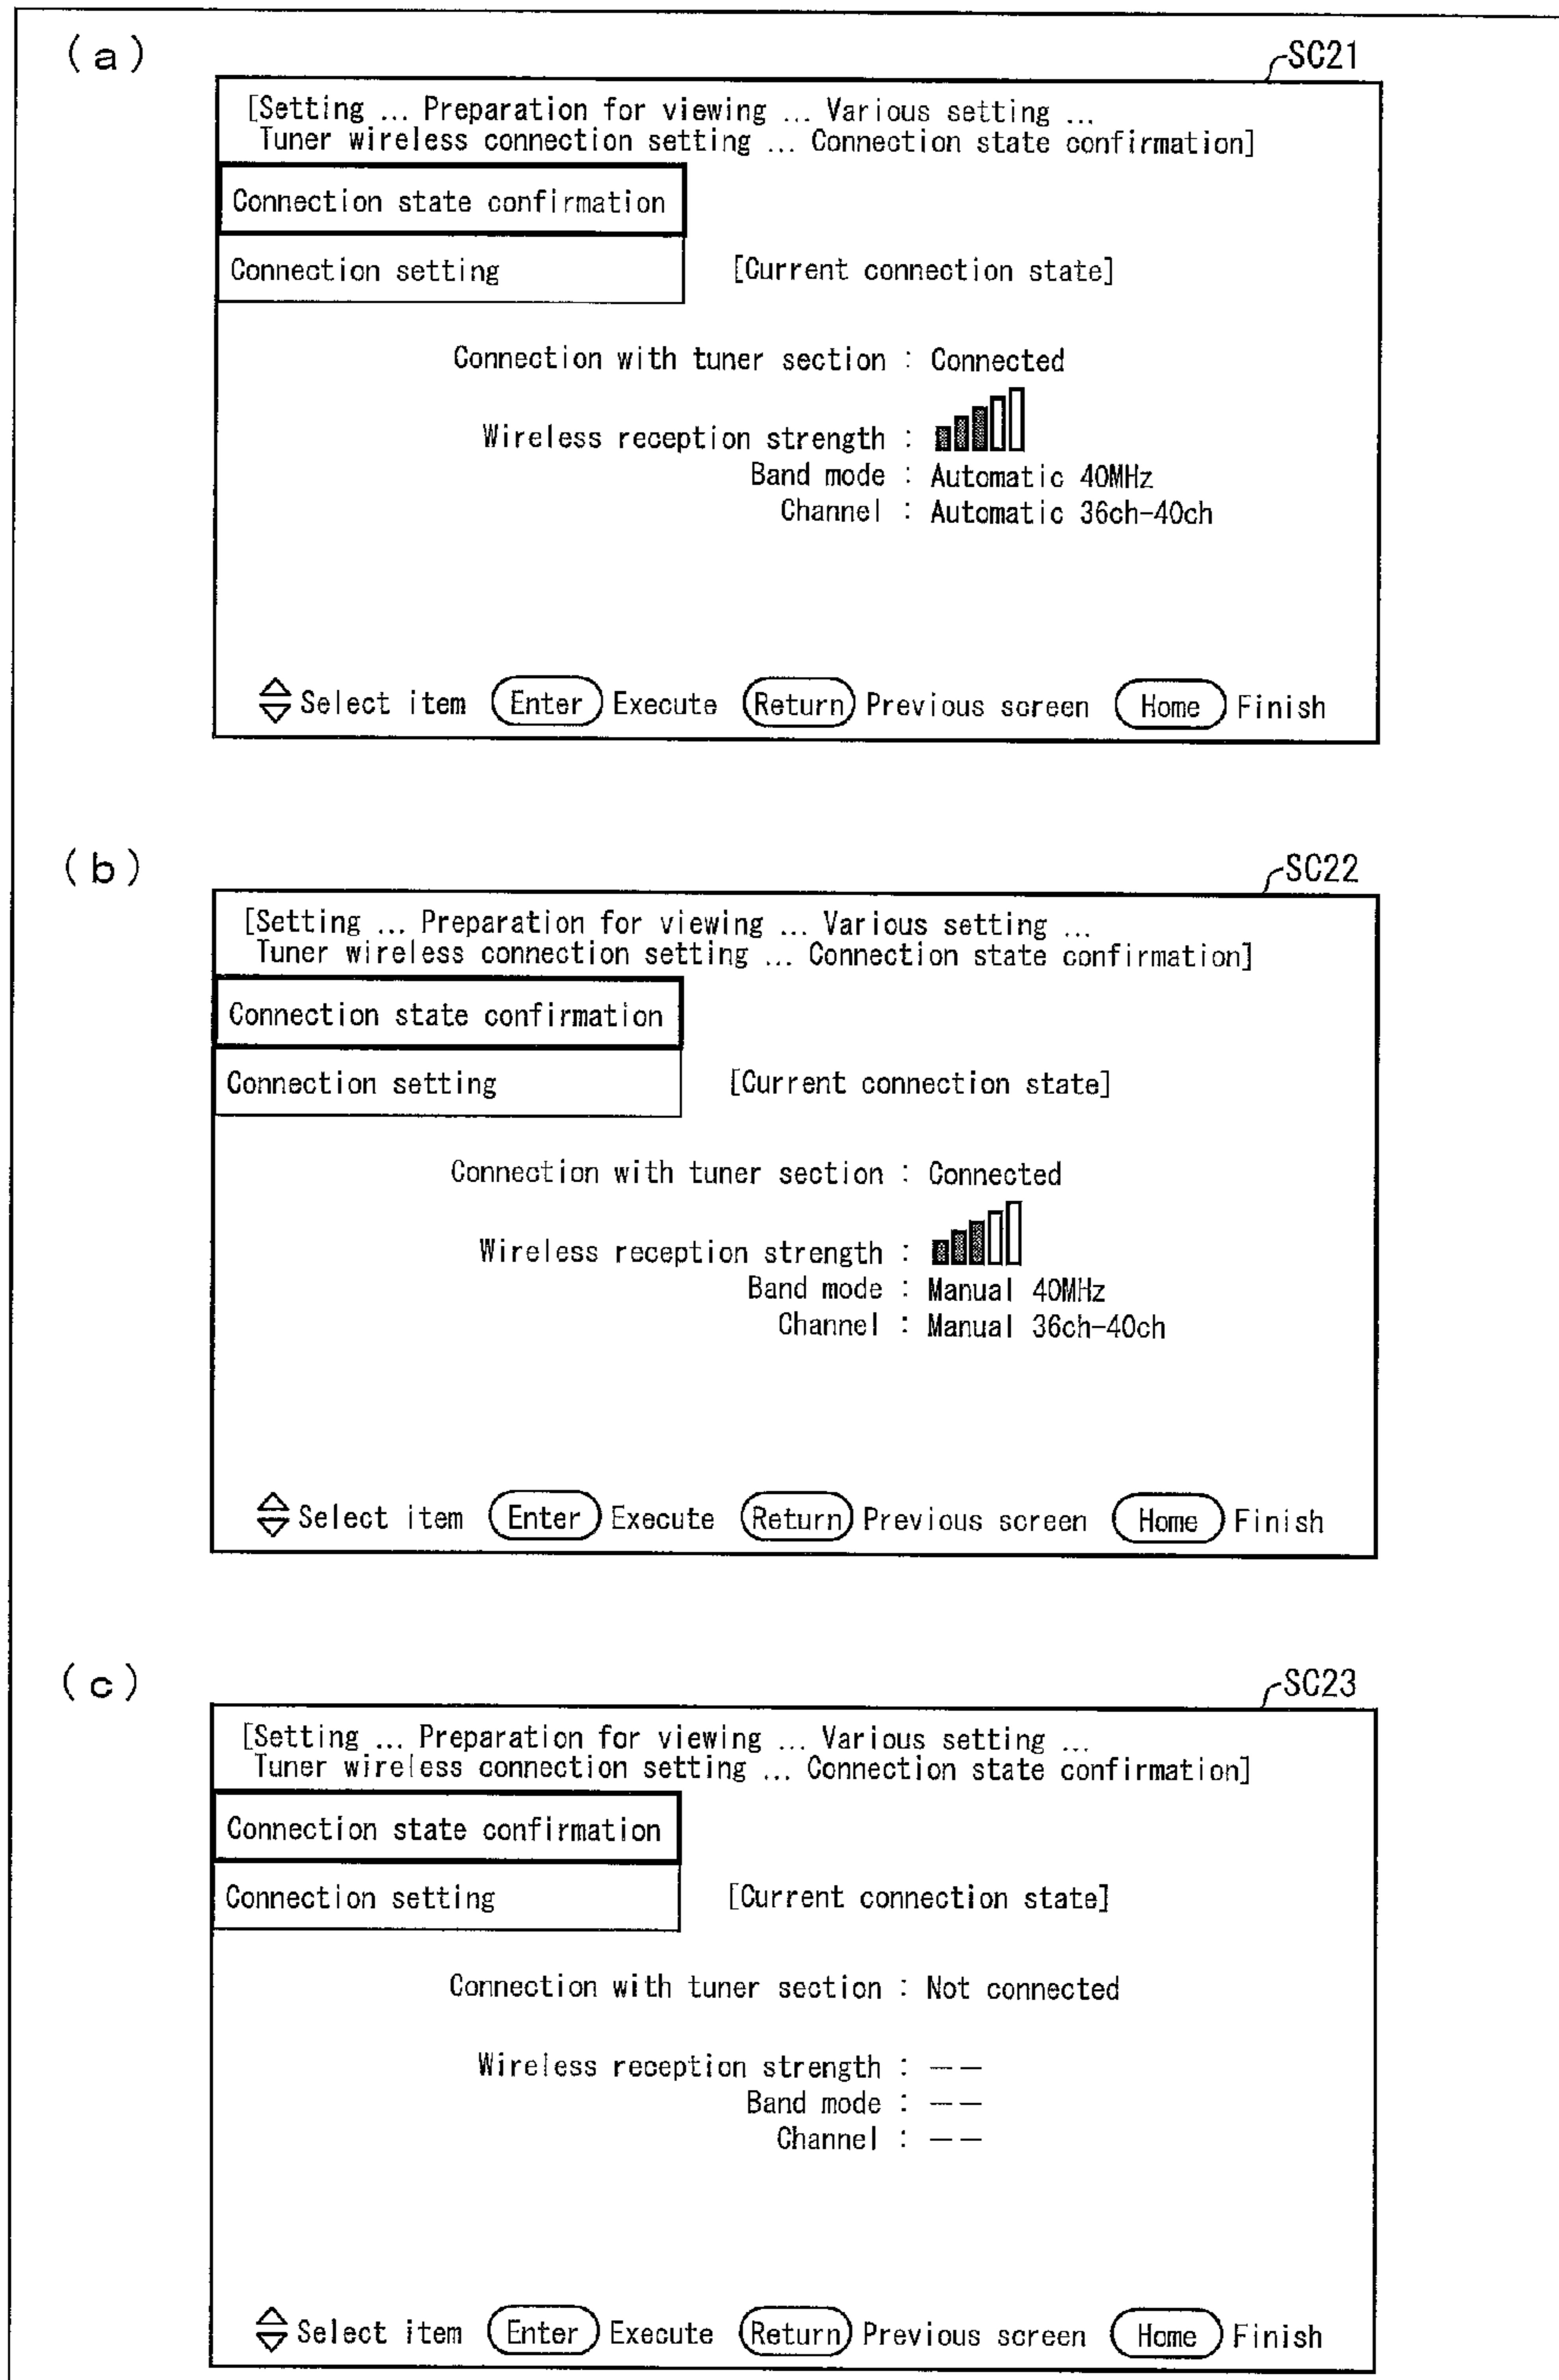 (a)
SC21
[Setting ... Preparation for viewing ... Various setting ...
Tuner wireless connection setting ... Connection state confirmation]
Connection state confirmation
Connection setting [Current connection state]
Connection with tuner section : Connected
Wireless reception strength :
Band mode : Automatic 40MHz
Channel : Automatic 36ch-40ch
Select item Enter Execute Return Previous screen Home Finish
(b)
SC22
[Setting ... Preparation for viewing ... Various setting ...
Tuner wireless connection setting ... Connection state confirmation]
Connection state confirmation
Connection setting [Current connection state]
Connection with tuner section : Connected
Wireless reception strength :
Band mode : Manual 40MHz
Channel : Manual 36ch-40ch
Select item Enter Execute Return Previous screen Home Finish
(c)
SC23
[Setting ... Preparation for viewing ... Various setting ...
Tuner wireless connection setting ... Connection state confirmation]
Connection state confirmation
Connection setting [Current connection state]
Connection with tuner section : Not connected
Wireless reception strength : ——
Band mode : ——
Channel : ——
Select item Enter Execute Return Previous screen Home Finish